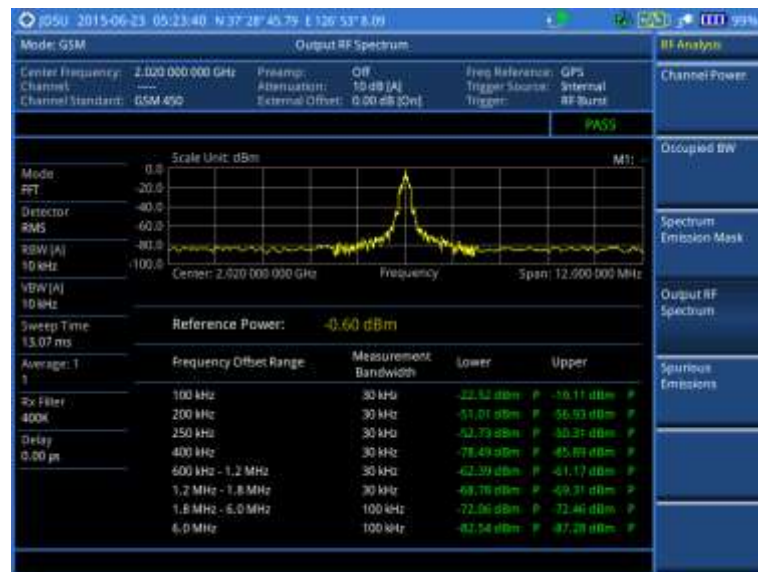 JDSU 2015-06-23 05:23:40 N 37° 28' 45.79 E 126° 53' 8.09 99%
Mode: GSM Output RF Spectrum RF Analysis
Center Frequency: 2.020 000 000 GHz Preamp: Off Freq Reference: GPS
Channel: ---- Attenuation: 10 dB [A] Trigger Source: Internal
Channel Standard: GSM 450 External Offset: 0.00 dB [On] Trigger: RF Burst
Channel Power
PASS
Occupied BW
Scale Unit: dBm M1: --
Mode
FFT
Detector
RMS
RBW [A]
10 kHz
VBW [A]
10 kHz
Sweep Time
13.07 ms
Average: 1
1
Rx Filter
400K
Delay
0.00 µs
0.0
-20.0
-40.0
-60.0
-80.0
-100.0
Center: 2.020 000 000 GHz Frequency Span: 12.000 000 MHz
Spectrum
Emission Mask
Output RF
Spectrum
Spurious
Emissions
Reference Power: -0.60 dBm
Frequency Offset Range Measurement Bandwidth Lower Upper
100 kHz 30 kHz -22.52 dBm P dBm P
200 kHz 30 kHz -51.01 dBm P -56.93 dBm P
250 kHz 30 kHz -52.73 dBm P dBm P
400 kHz 30 kHz -78.49 dBm P dBm P
600 kHz - 1.2 MHz 30 kHz -62.39 dBm P -61.17 dBm P
1.2 MHz - 1.8 MHz 30 kHz dBm P -69.31 dBm P
1.8 MHz - 6.0 MHz 100 kHz -72.06 dBm P -72.46 dBm P
6.0 MHz 100 kHz -82.54 dBm P -87.28 dBm P